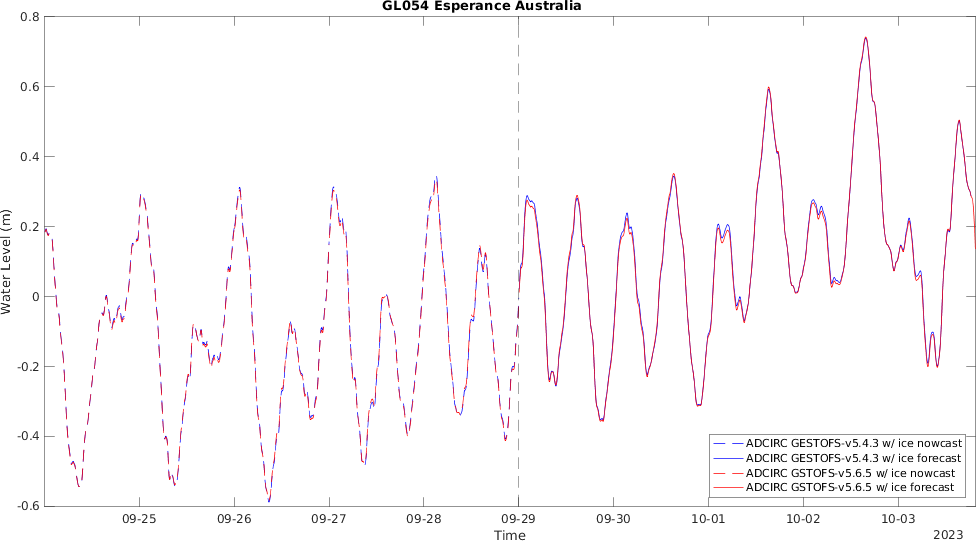 GL054 Esperance Australia
0.8
0.6
0.4
0.2
0
-0.2
-0.4
-0.6
Water Level (m)
ADCIRC GESTOFS-v5.4.3 w/ ice nowcast
ADCIRC GESTOFS-v5.4.3 w/ ice forecast
ADCIRC GSTOFS-v5.6.5 w/ ice nowcast
ADCIRC GSTOFS-v5.6.5 w/ ice forecast
09-25 09-26 09-27 09-28 09-29 09-30 10-01 10-02 10-03
Time
2023